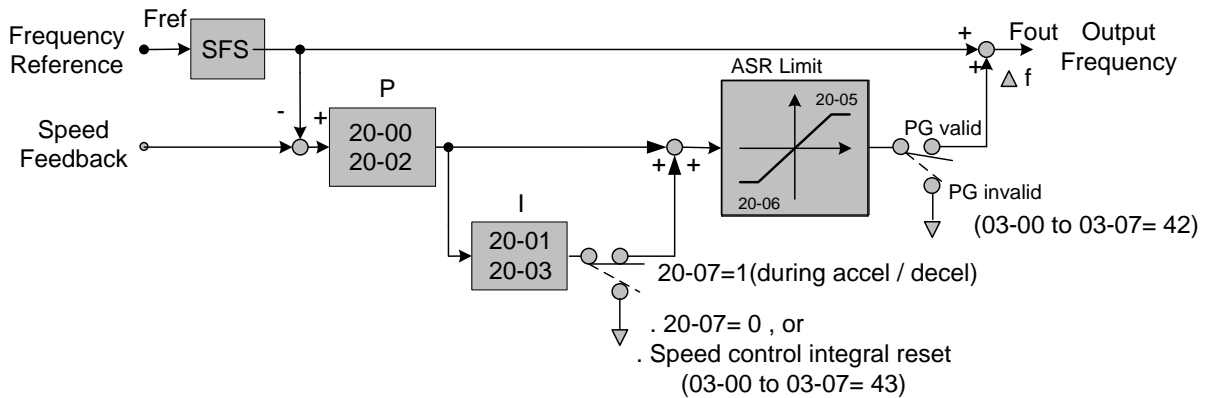 Frequency
Reference
Fref
SFS
+
+
Fout
Output
Frequency
Δ f
Speed
Feedback
-
+
P
20-00
20-02
+
+
ASR Limit
20-05
20-06
PG valid
PG invalid
(03-00 to 03-07= 42)
I
20-01
20-03
20-07=1(during accel / decel)
. 20-07= 0 , or
. Speed control integral reset
(03-00 to 03-07= 43)